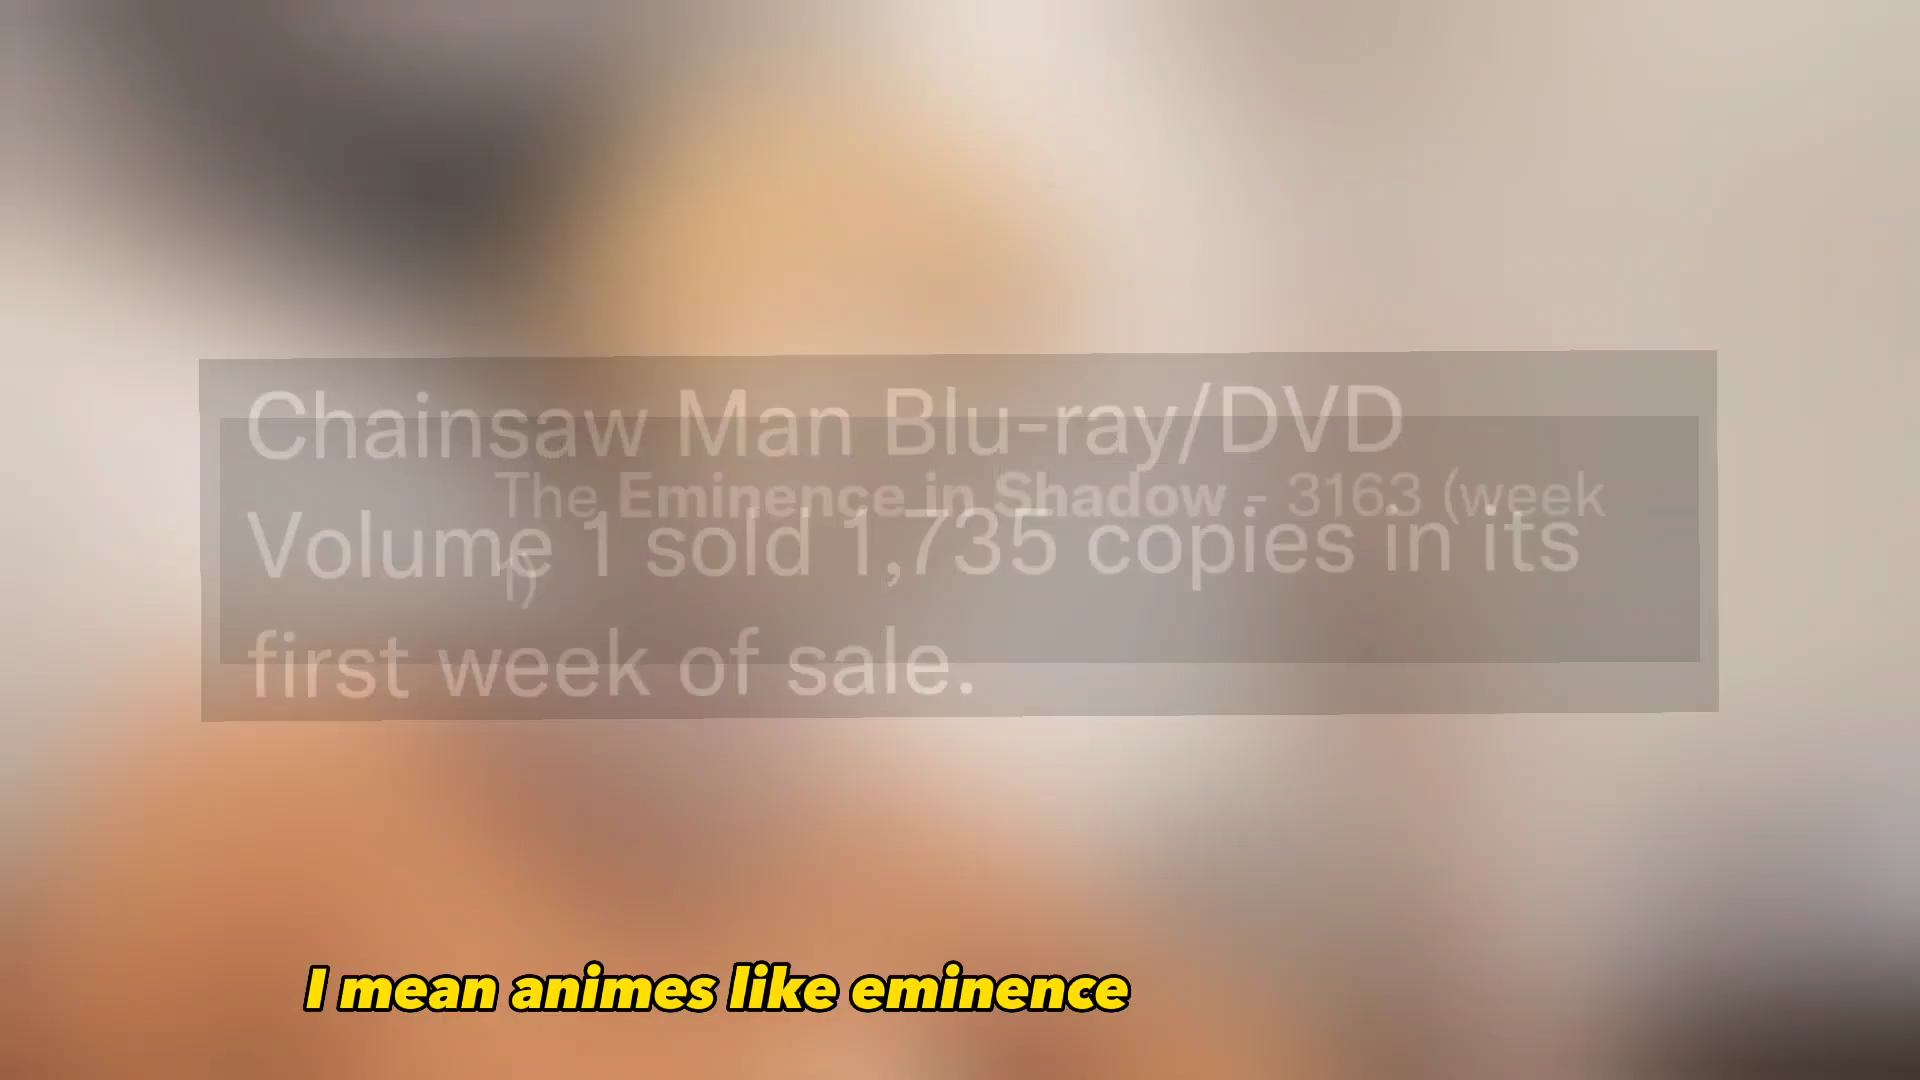 Chainsaw Man Blu-ray/DVD
Volume 1 sold 1,735 copies in its
first week of sale.
The Eminence in Shadow - 3163 (week
1)
I mean animes like eminence